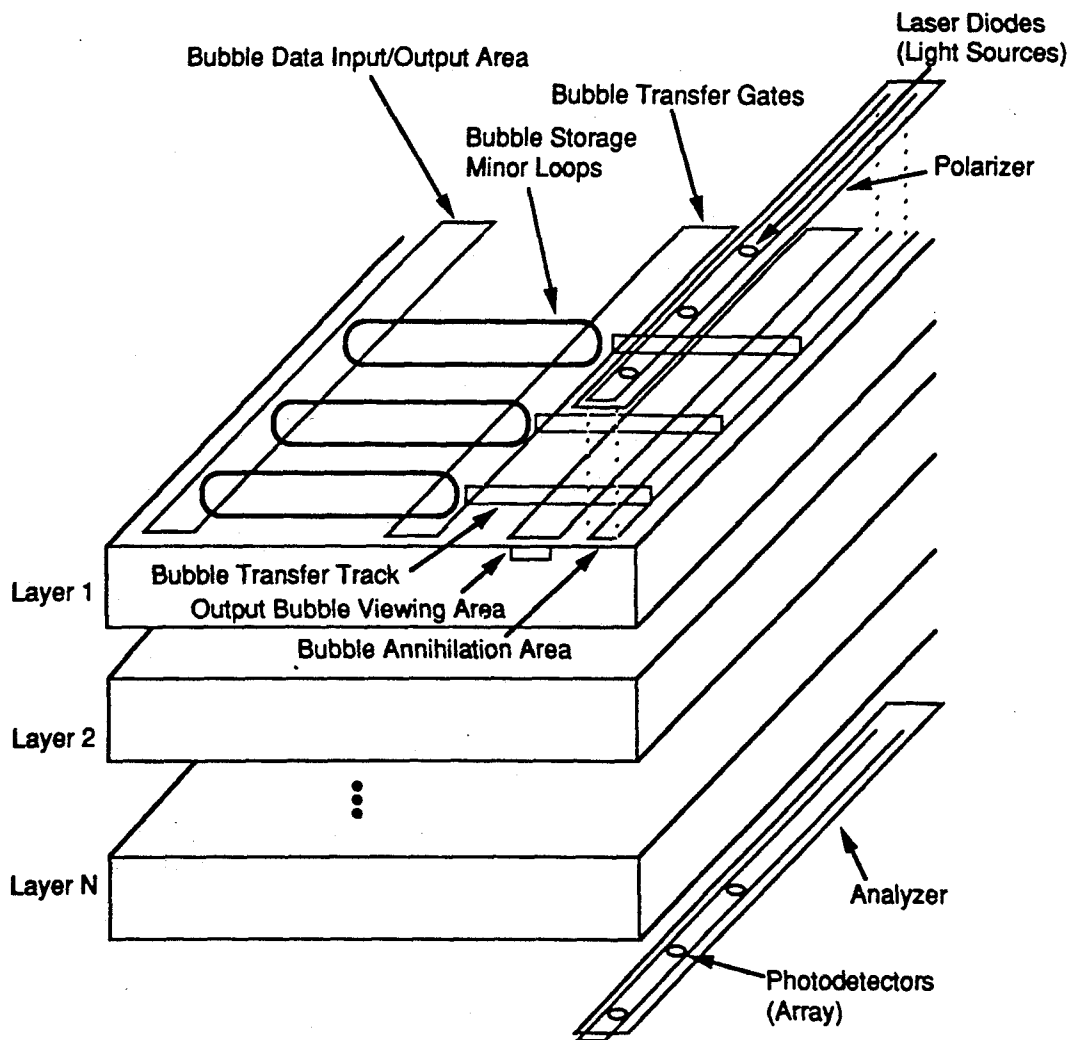 Laser Diodes
(Light Sources)
Bubble Data Input/Output Area
Bubble Transfer Gates
Bubble Storage
Minor Loops
Polarizer
Bubble Transfer Track
Layer 1
Output Bubble Viewing Area
Bubble Annihilation Area
Layer 2
Layer N
Analyzer
Photodetectors
(Array)